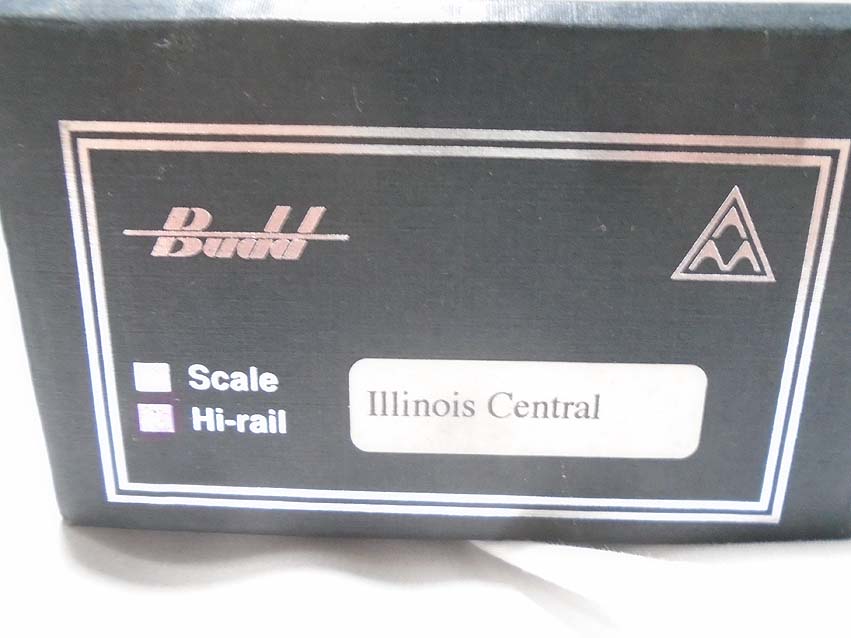 Budd
Scale
Hi-rail
Illinois Central